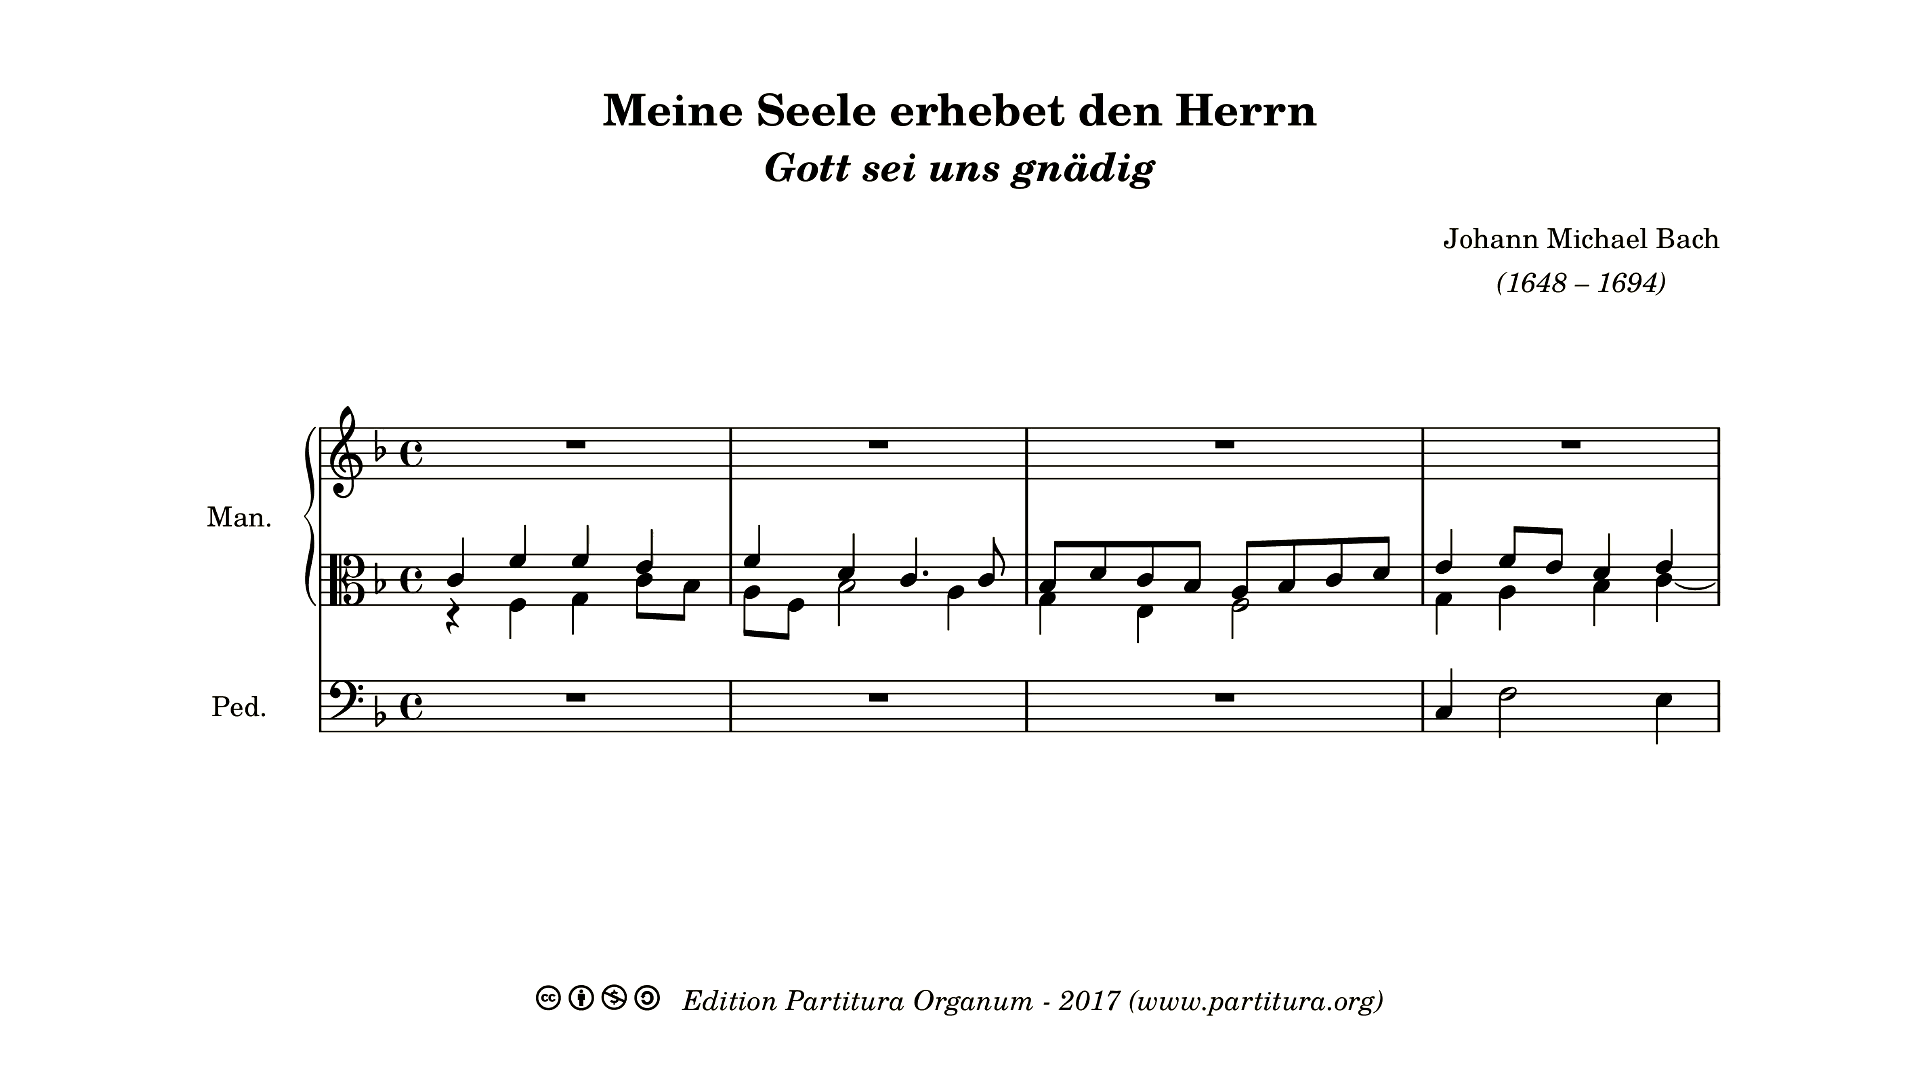 Meine Seele erhebet den Herrn
Gott sei uns gnädig
Johann Michael Bach
(1648 – 1694)
Man.
Ped.
cc Edition Partitura Organum - 2017 (www.partitura.org)